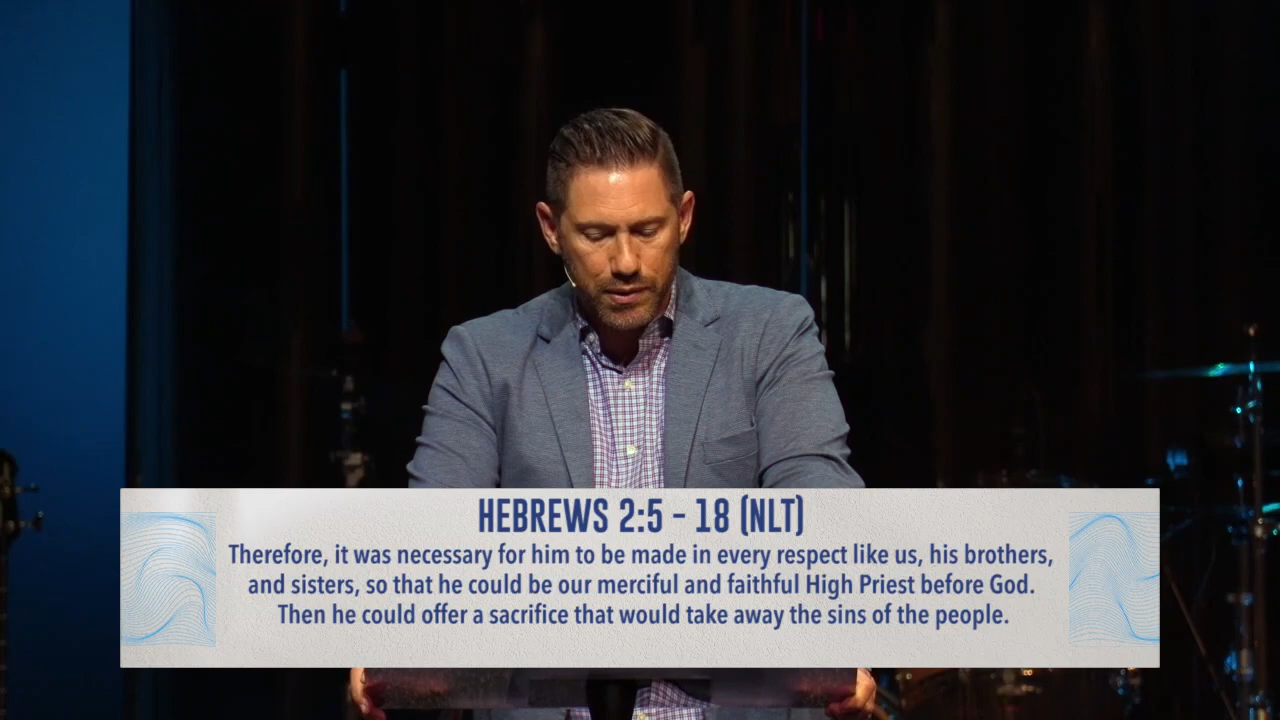 HEBREWS 2:5 - 18 (NLT)
Therefore, it was necessary for him to be made in every respect like us, his brothers,
and sisters, so that he could be our merciful and faithful High Priest before God.
Then he could offer a sacrifice that would take away the sins of the people.